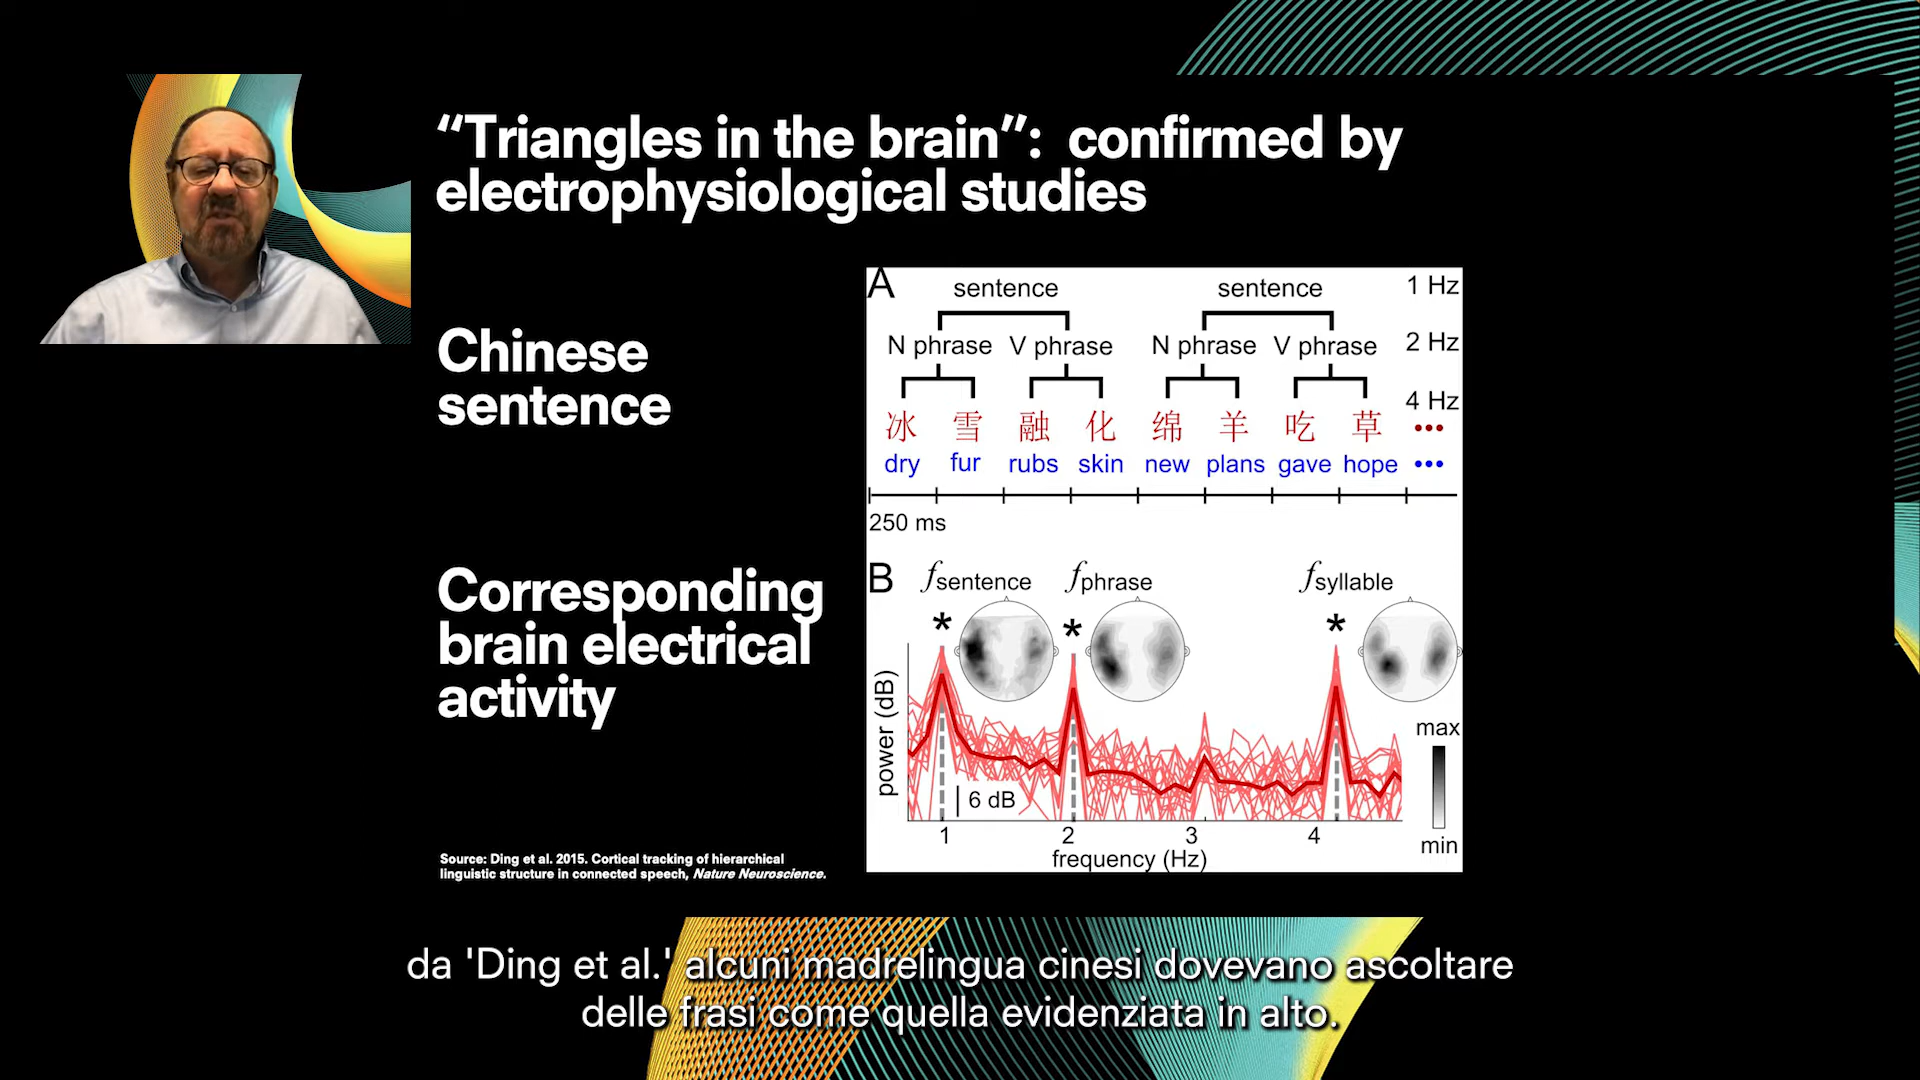 “Triangles in the brain”: confirmed by
electrophysiological studies
Chinese
sentence
A
sentence sentence 1 Hz
N phrase V phrase N phrase V phrase 2 Hz
4 Hz
冰 雪 融 化 绵 羊 吃 草 •••
dry fur rubs skin new plans gave hope •••
250 ms
Corresponding
brain electrical
activity
B
fsentence fphrase fsyllable
* * *
power (dB)
6 dB
max
min
1 2 3 4
frequency (Hz)
Source: Ding et al. 2015. Cortical tracking of hierarchical
linguistic structure in connected speech, Nature Neuroscience.
da 'Ding et al.' alcuni madrelingua cinesi dovevano ascoltare
delle frasi come quella evidenziata in alto.